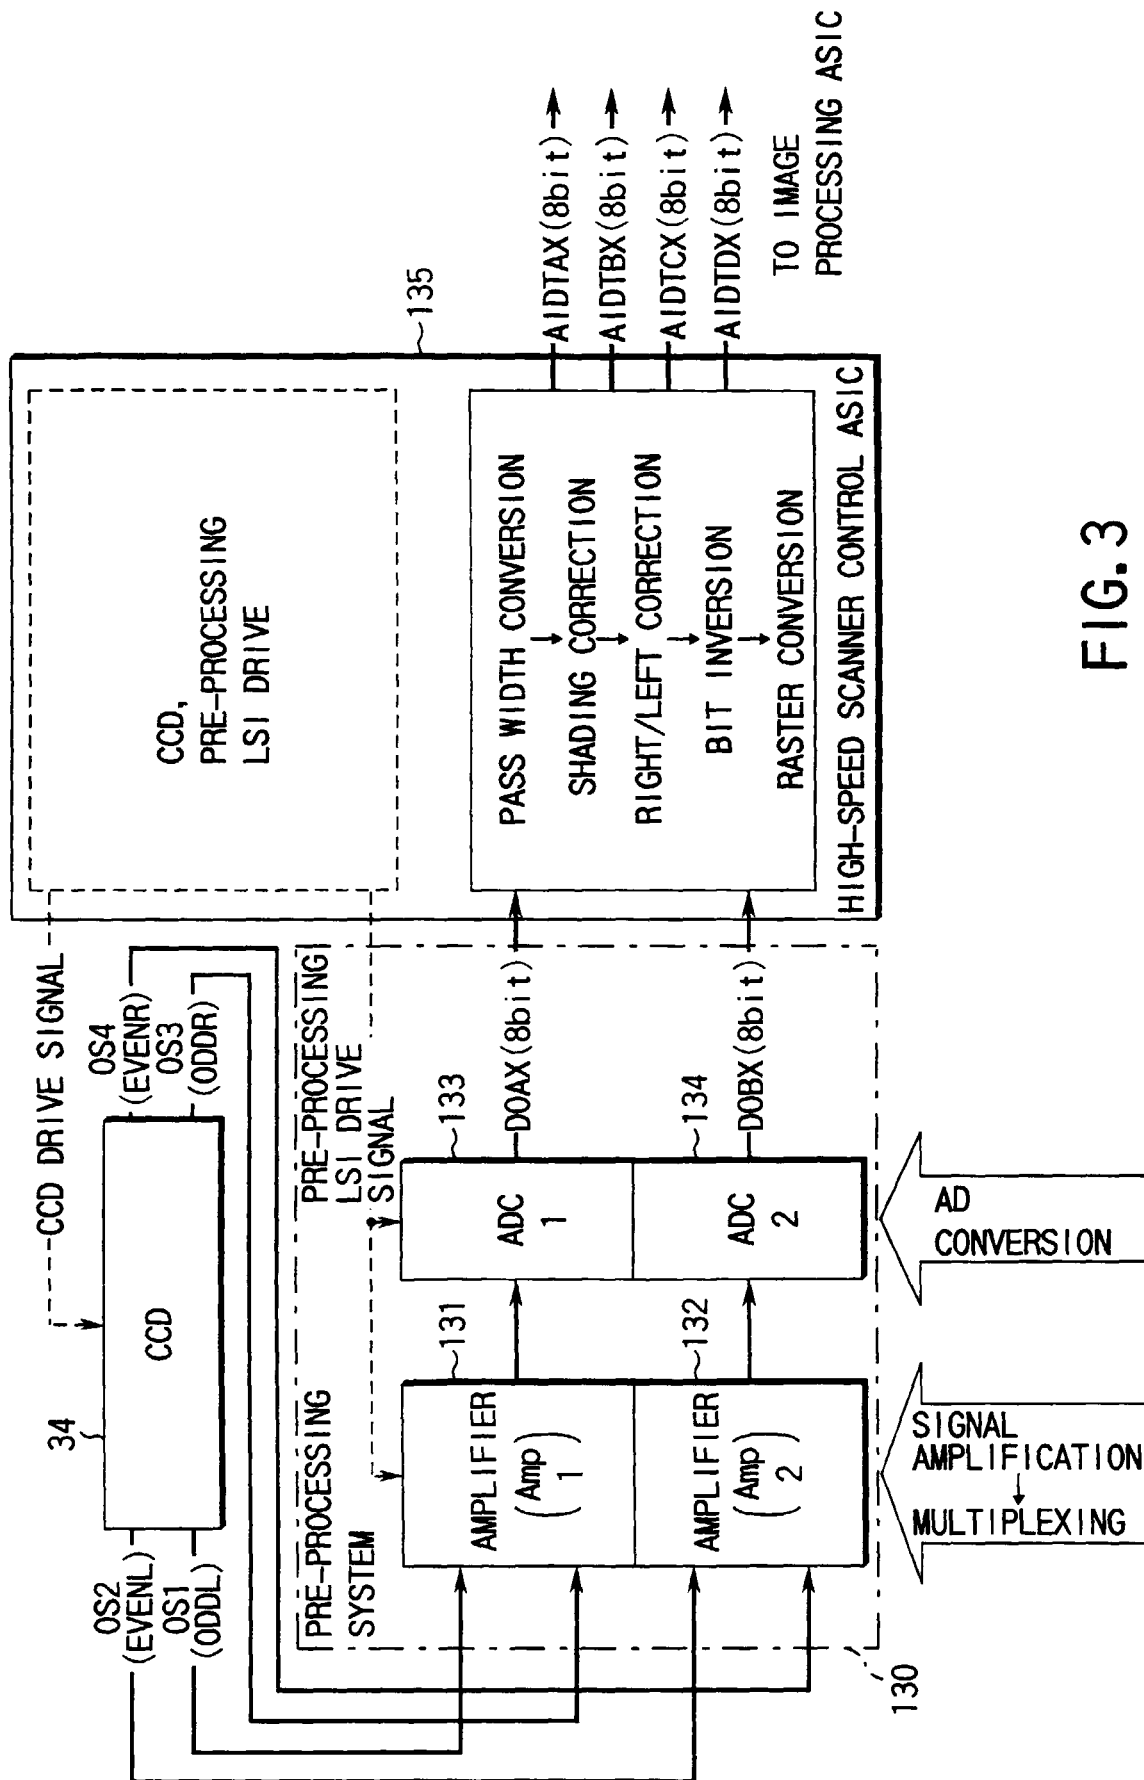 CCD DRIVE SIGNAL
34
CCD
OS2
(EVENL)
OS1
(ODDL)
OS4
(EVENR)
OS3
(ODDR)
PRE-PROCESSING
SYSTEM
PRE-PROCESSING
LSI DRIVE
SIGNAL
131
AMPLIFIER
(Amp 1)
132
AMPLIFIER
(Amp 2)
133
ADC
1
134
ADC
2
DOAX(8bit)
DOBX(8bit)
130
SIGNAL
AMPLIFICATION
MULTIPLEXING
AD
CONVERSION
CCD,
PRE-PROCESSING
LSI DRIVE
135
PASS WIDTH CONVERSION
SHADING CORRECTION
RIGHT/LEFT CORRECTION
BIT INVERSION
RASTER CONVERSION
HIGH-SPEED SCANNER CONTROL ASIC
AIDTAX(8bit)
AIDTBX(8bit)
AIDTCX(8bit)
AIDTDX(8bit)
TO IMAGE
PROCESSING ASIC
FIG.3